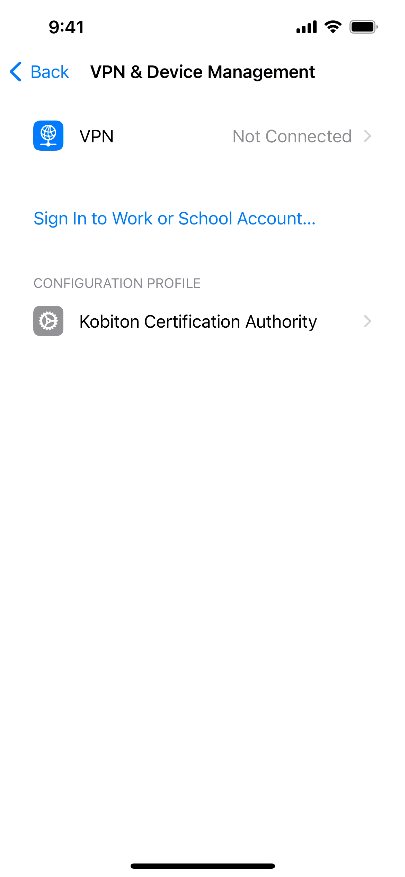 9:41
Back
VPN & Device Management
VPN
Not Connected
Sign In to Work or School Account...
CONFIGURATION PROFILE
Kobiton Certification Authority